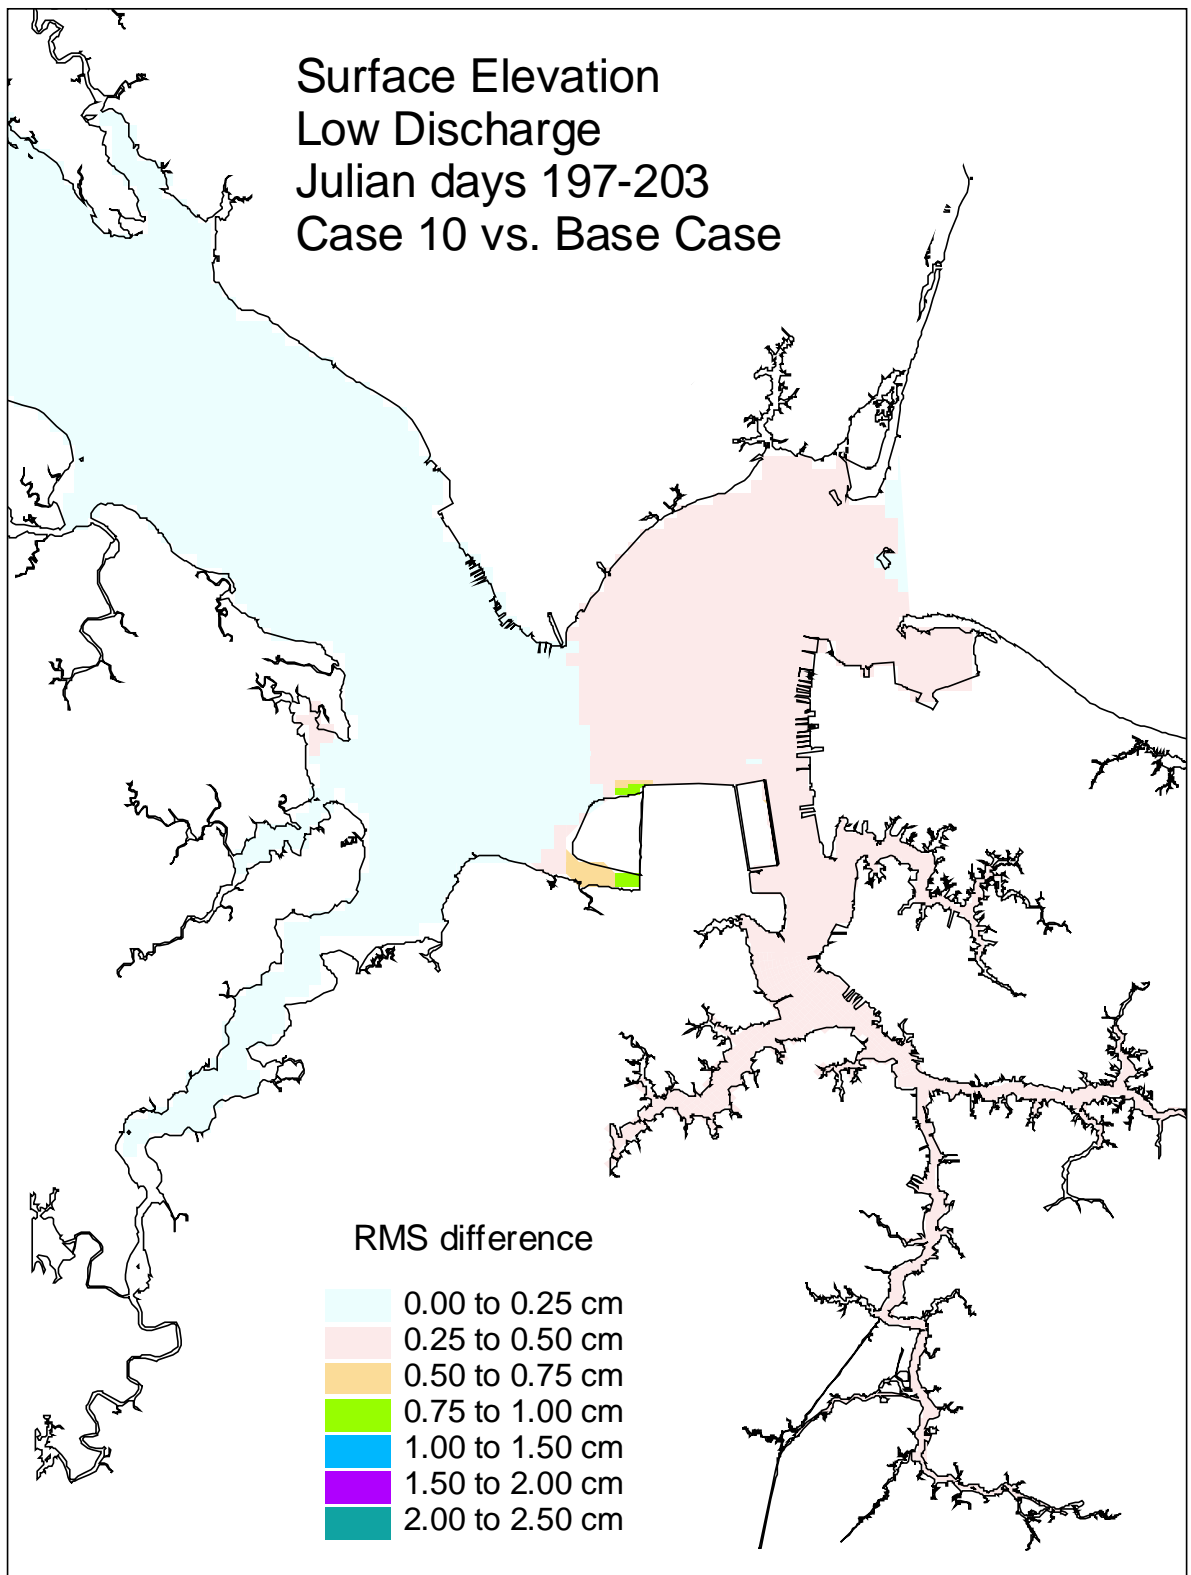 Surface Elevation
Low Discharge
Julian days 197-203
Case 10 vs. Base Case
RMS difference
0.00 to 0.25 cm
0.25 to 0.50 cm
0.50 to 0.75 cm
0.75 to 1.00 cm
1.00 to 1.50 cm
1.50 to 2.00 cm
2.00 to 2.50 cm